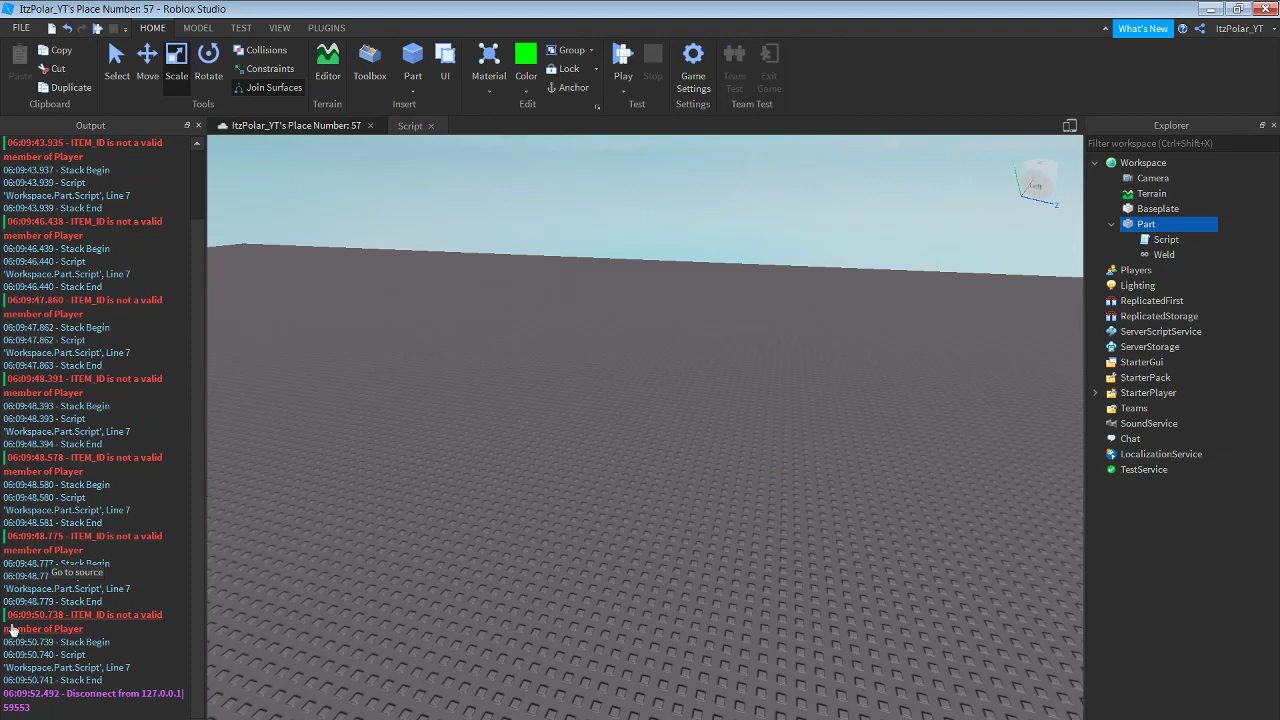 ItzPolar_YT's Place Number: 57 - Roblox Studio
FILE HOME MODEL TEST VIEW PLUGINS What's New ItzPolar_YT
Paste Copy Cut Duplicate
Select Move Scale Rotate
Collisions
Constraints
Join Surfaces
Editor Toolbox Part UI Material Color
Group
Lock
Anchor
Play Stop Game Settings Team Test Exit Game
Clipboard Tools Terrain Insert Edit Test Settings Team Test
Output
06:09:43.935 - ITEM_ID is not a valid
member of Player
06:09:43.937 - Stack Begin
06:09:43.939 - Script
'Workspace.Part.Script', Line 7
06:09:43.939 - Stack End
06:09:46.438 - ITEM_ID is not a valid
member of Player
06:09:46.439 - Stack Begin
06:09:46.440 - Script
'Workspace.Part.Script', Line 7
06:09:46.440 - Stack End
06:09:47.860 - ITEM_ID is not a valid
member of Player
06:09:47.862 - Stack Begin
06:09:47.862 - Script
'Workspace.Part.Script', Line 7
06:09:47.863 - Stack End
06:09:48.391 - ITEM_ID is not a valid
member of Player
06:09:48.393 - Stack Begin
06:09:48.393 - Script
'Workspace.Part.Script', Line 7
06:09:48.394 - Stack End
06:09:48.578 - ITEM_ID is not a valid
member of Player
06:09:48.580 - Stack Begin
06:09:48.580 - Script
'Workspace.Part.Script', Line 7
06:09:48.581 - Stack End
06:09:48.775 - ITEM_ID is not a valid
member of Player
06:09:48.777 - Stack Begin
06:09:48.77
Go to source
'Workspace.Part.Script', Line 7
06:09:48.779 - Stack End
06:09:50.738 - ITEM_ID is not a valid
member of Player
06:09:50.739 - Stack Begin
06:09:50.740 - Script
'Workspace.Part.Script', Line 7
06:09:50.741 - Stack End
06:09:52.492 - Disconnect from 127.0.0.1|
59553
ItzPolar_YT's Place Number: 57
Script
Left
Z
Explorer
Filter workspace (Ctrl+Shift+X)
Workspace
Camera
Terrain
Baseplate
Part
Script
Weld
Players
Lighting
ReplicatedFirst
ReplicatedStorage
ServerScriptService
ServerStorage
StarterGui
StarterPack
StarterPlayer
Teams
SoundService
Chat
LocalizationService
TestService